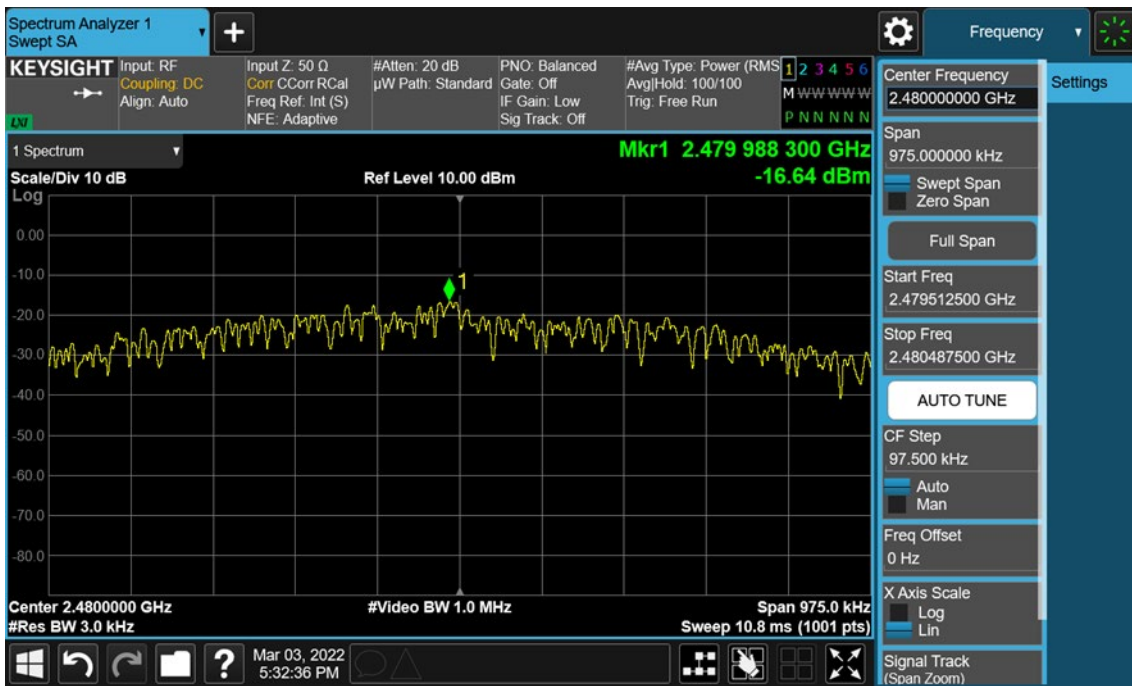 Spectrum Analyzer 1
Swept SA
+
Frequency
KEYSIGHT
LXI
Input: RF
Coupling: DC
Align: Auto
Input Z: 50 Ω
Corr CCorr RCal
Freq Ref: Int (S)
NFE: Adaptive
#Atten: 20 dB
µW Path: Standard
PNO: Balanced
Gate: Off
IF Gain: Low
Sig Track: Off
#Avg Type: Power (RMS
Avg|Hold: 100/100
Trig: Free Run
1 2 3 4 5 6
M W W W W W
P N N N N N
1 Spectrum
Mkr1 2.479 988 300 GHz
-16.64 dBm
Scale/Div 10 dB
Ref Level 10.00 dBm
Log
0.00
-10.0
-20.0
-30.0
-40.0
-50.0
-60.0
-70.0
-80.0
1
Center 2.4800000 GHz
#Video BW 1.0 MHz
Span 975.0 kHz
#Res BW 3.0 kHz
Sweep 10.8 ms (1001 pts)
?
Mar 03, 2022
5:32:36 PM
Center Frequency
2.480000000 GHz
Settings
Span
975.000000 kHz
Swept Span
Zero Span
Full Span
Start Freq
2.479512500 GHz
Stop Freq
2.480487500 GHz
AUTO TUNE
CF Step
97.500 kHz
Auto
Man
Freq Offset
0 Hz
X Axis Scale
Log
Lin
Signal Track
(Span Zoom)